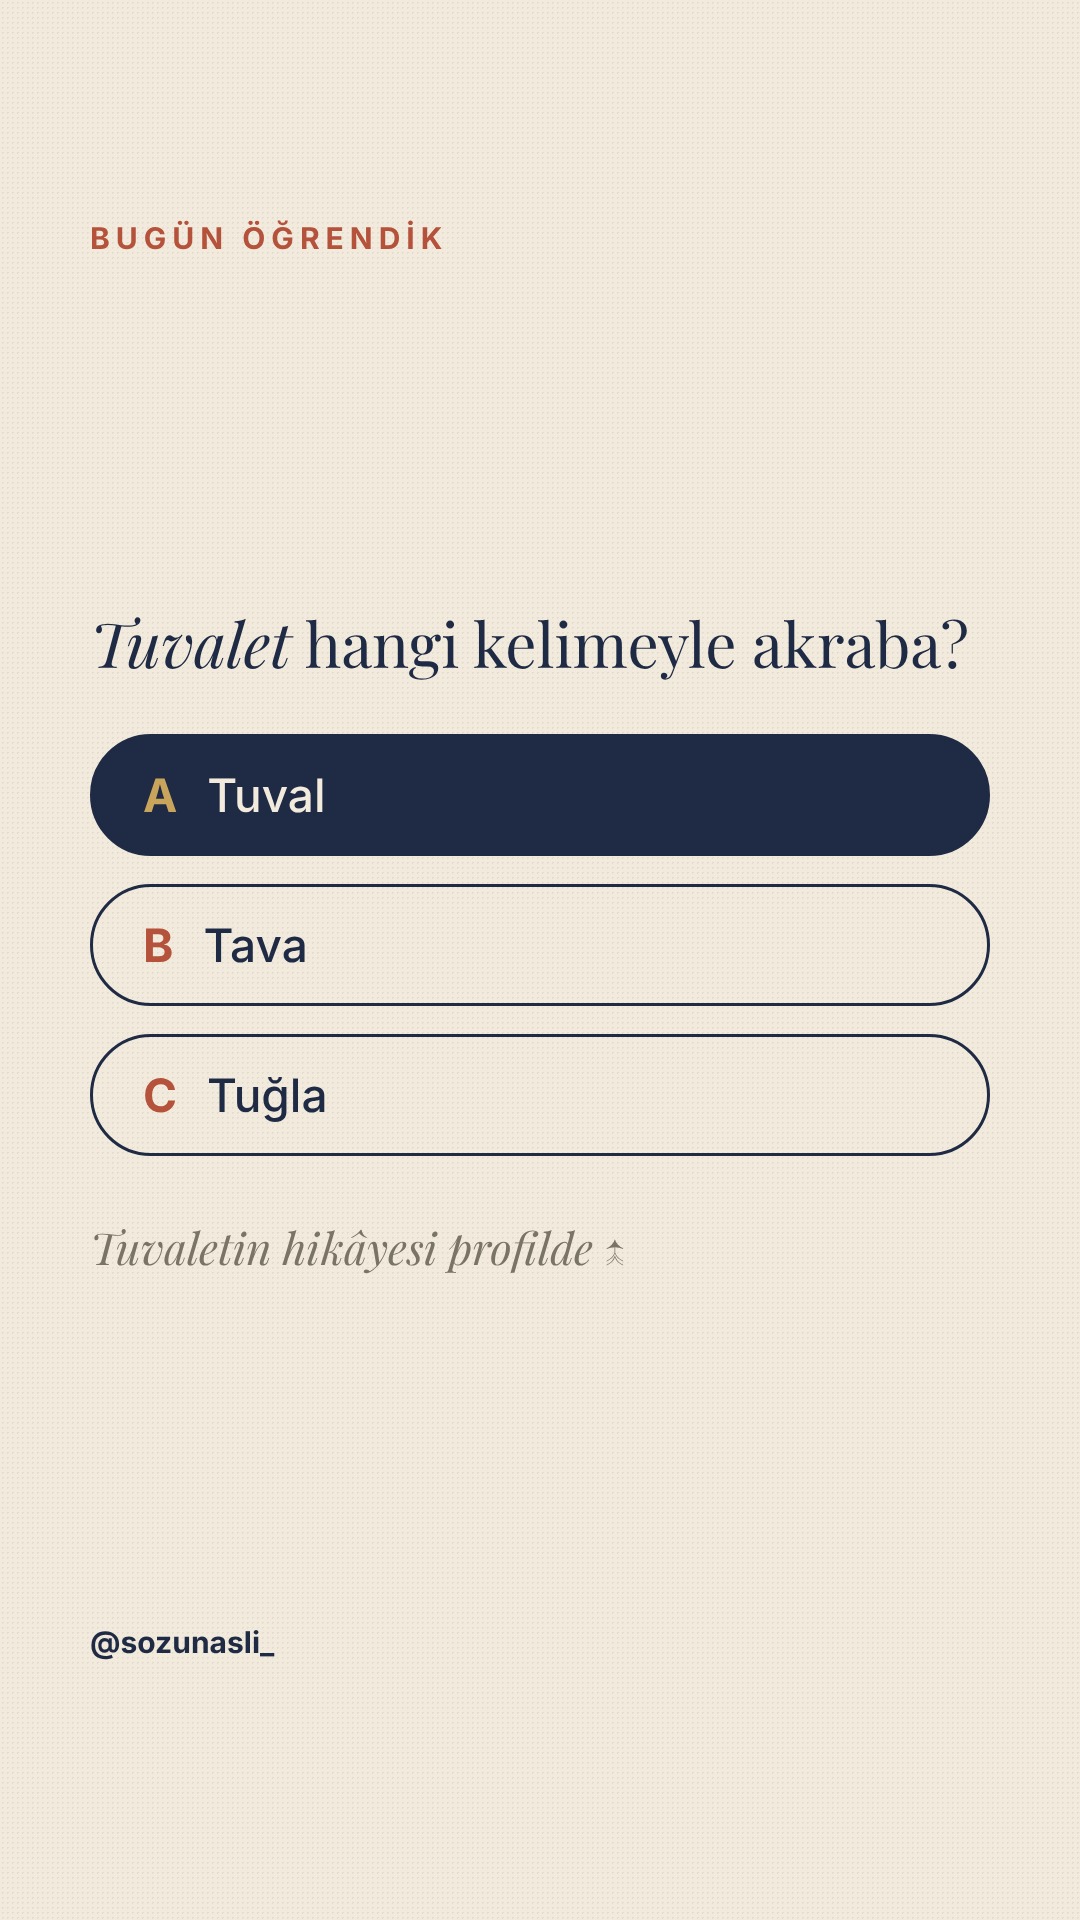 BUGÜN ÖĞRENDİK
Tuvalet hangi kelimeyle akraba?
A Tuval
B Tava
C Tuğla
Tuvaletin hikâyesi profilde
@sozunasli_